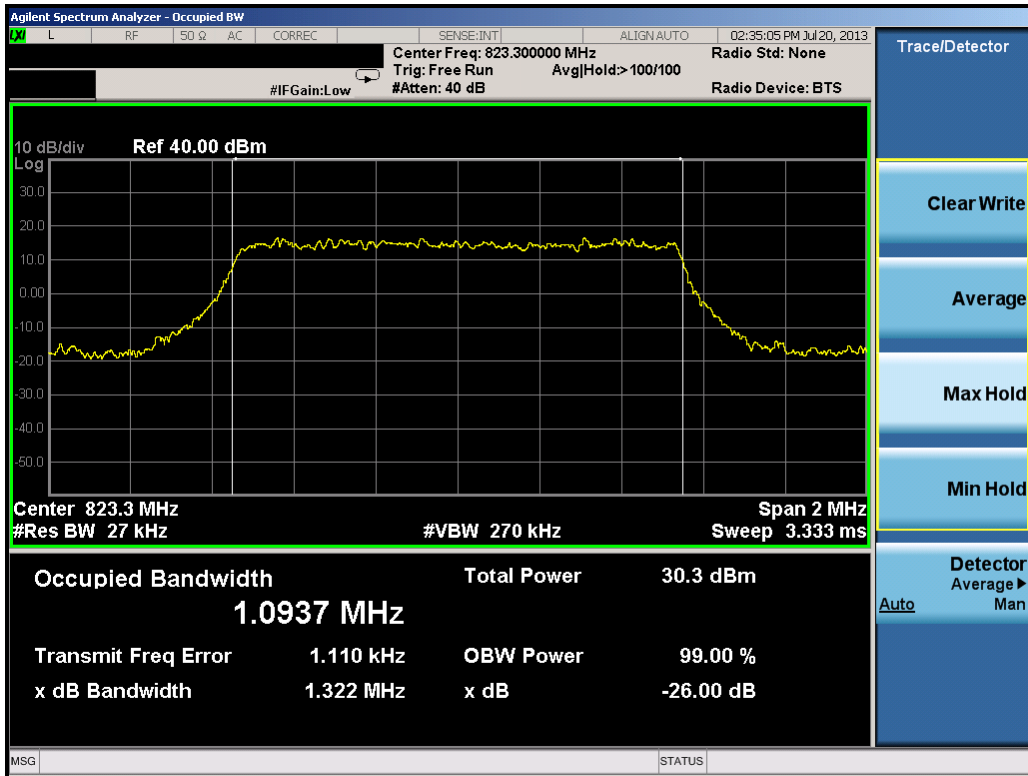 Agilent Spectrum Analyzer - Occupied BW
LXI L RF 50 Ω AC CORREC SENSE:INT ALIGN AUTO 02:35:05 PM Jul 20, 2013
Center Freq: 823.300000 MHz Radio Std: None
Trig: Free Run Avg|Hold:> 100/100
#IFGain:Low #Atten: 40 dB Radio Device: BTS
10 dB/div Ref 40.00 dBm
Log
30.0
20.0
10.0
0.00
-10.0
-20.0
-30.0
-40.0
-50.0
Center 823.3 MHz Span 2 MHz
#Res BW 27 kHz #VBW 270 kHz Sweep 3.333 ms
Occupied Bandwidth Total Power 30.3 dBm
1.0937 MHz
Transmit Freq Error 1.110 kHz OBW Power 99.00 %
x dB Bandwidth 1.322 MHz x dB -26.00 dB
MSG STATUS
Trace/Detector
Clear Write
Average
Max Hold
Min Hold
Detector
Average
Auto Man